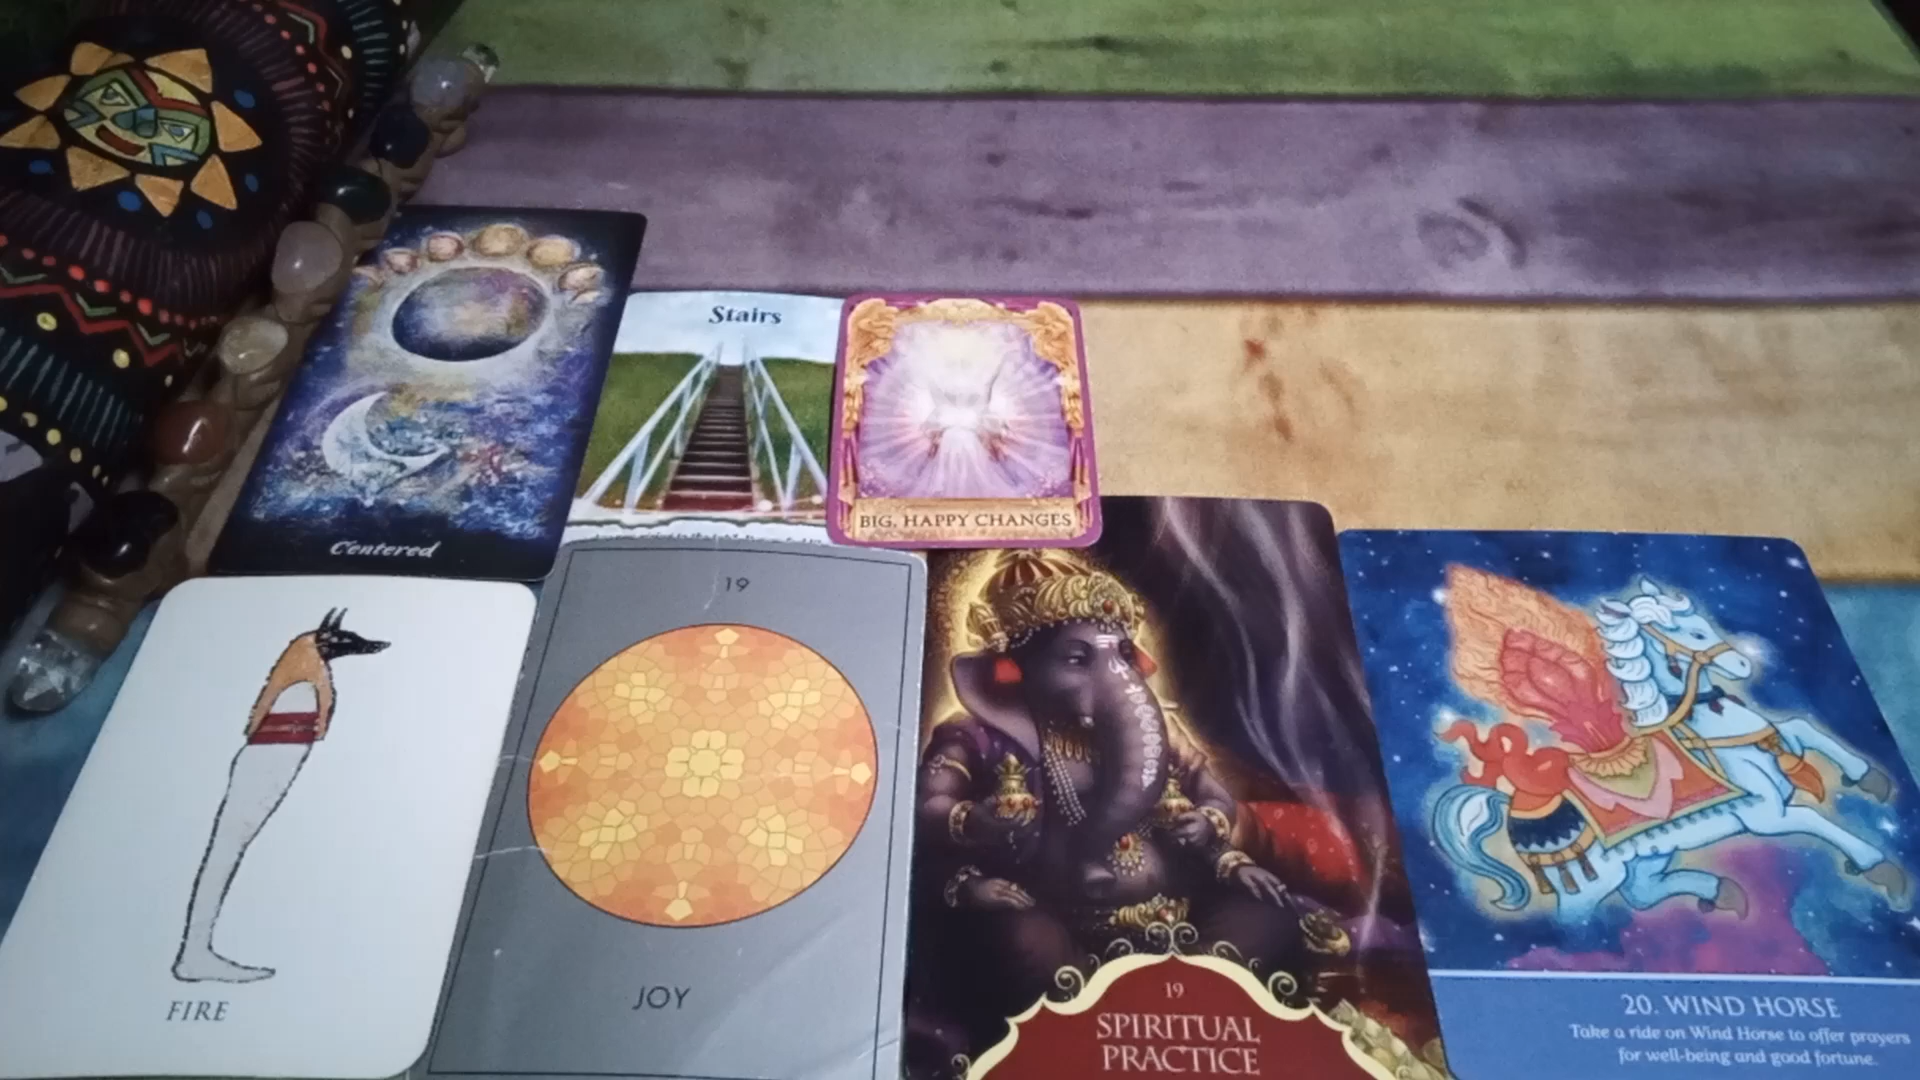 Stairs
BIG, HAPPY CHANGES
Centered
19
JOY
FIRE
19
SPIRITUAL
PRACTICE
20. WIND HORSE
Take a ride on Wind Horse to offer prayers
for well-being and good fortune.